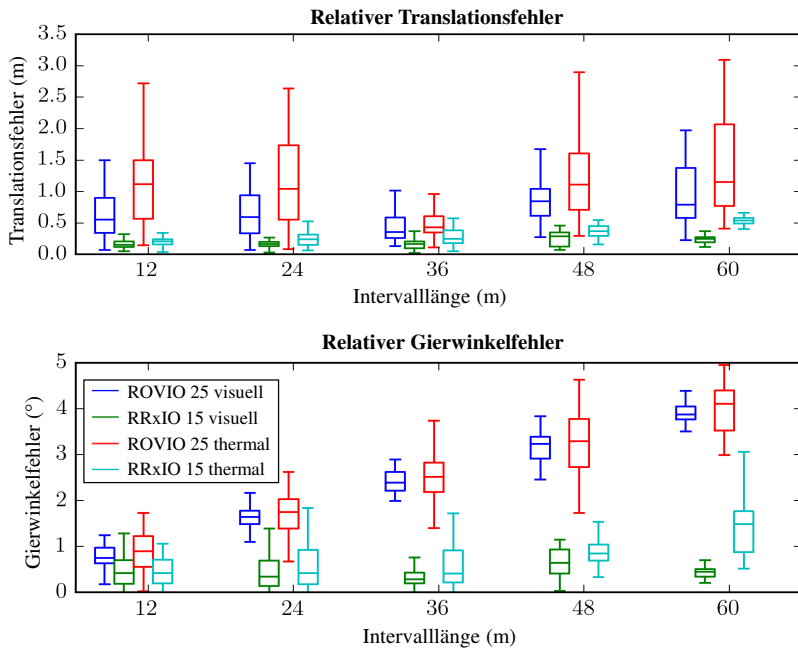 Relativer Translationsfehler
Translationsfehler (m)
3.5
3.0
2.5
2.0
1.5
1.0
0.5
0.0
12 24 36 48 60
Intervalllänge (m)
Relativer Gierwinkelfehler
Gierwinkelfehler (°)
5
4
3
2
1
0
ROVIO 25 visuell
RRxIO 15 visuell
ROVIO 25 thermal
RRxIO 15 thermal
12 24 36 48 60
Intervalllänge (m)